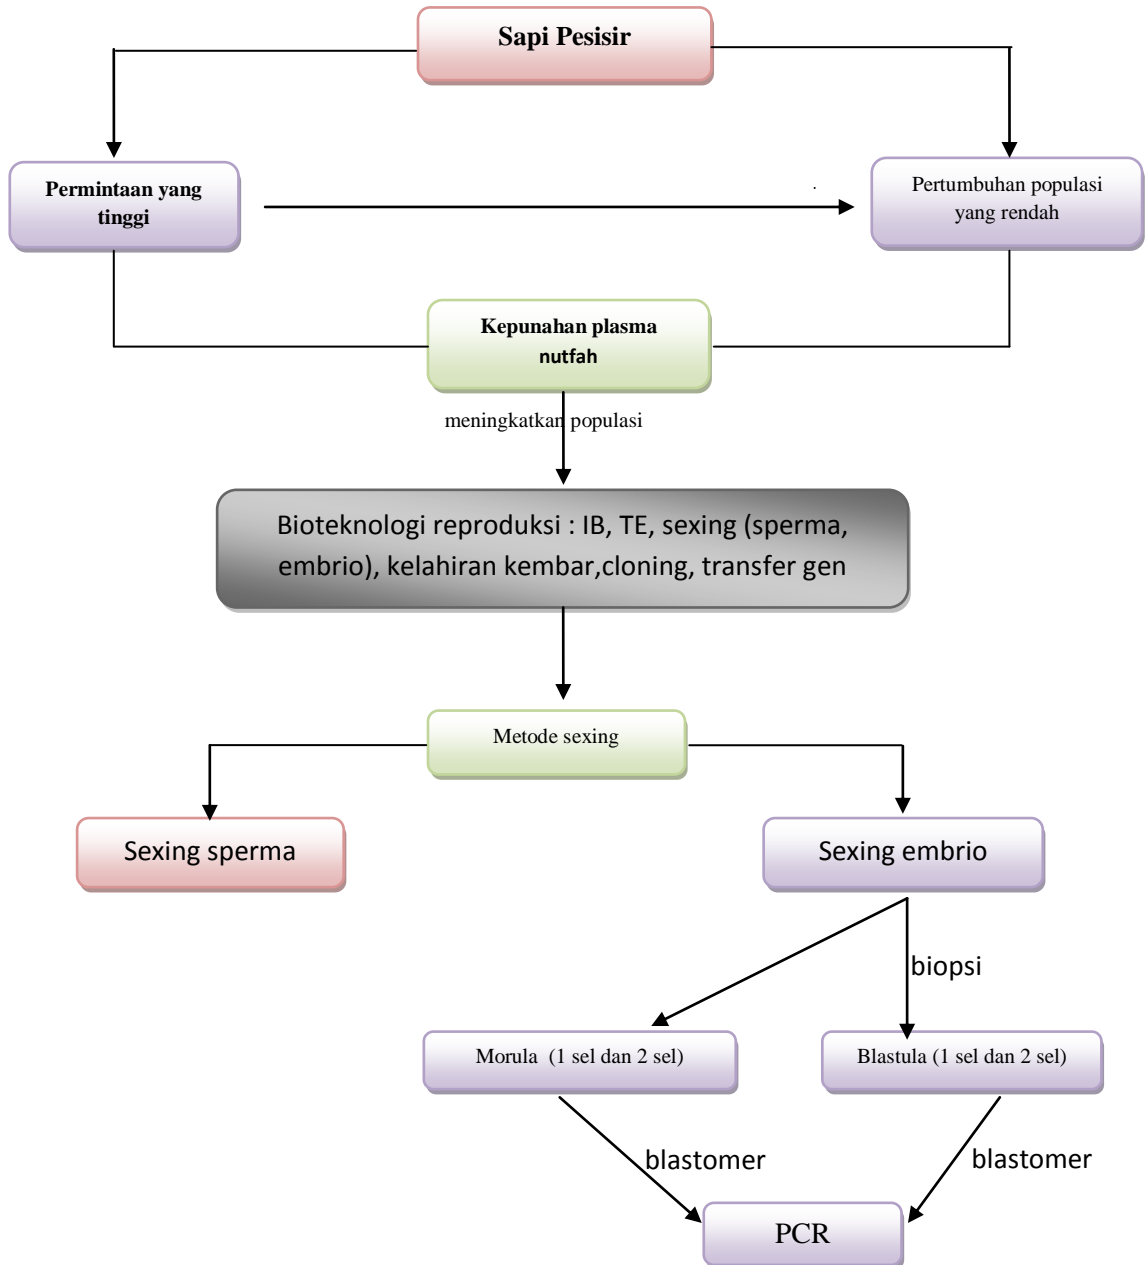 Sapi Pesisir
Permintaan yang
tinggi
.
Pertumbuhan populasi
yang rendah
Kepunahan plasma
nutfah
meningkatkan populasi
Bioteknologi reproduksi : IB, TE, sexing (sperma,
embrio), kelahiran kembar,cloning, transfer gen
Metode sexing
Sexing sperma
Sexing embrio
biopsi
Morula  (1 sel dan 2 sel)
Blastula (1 sel dan 2 sel)
blastomer
blastomer
PCR